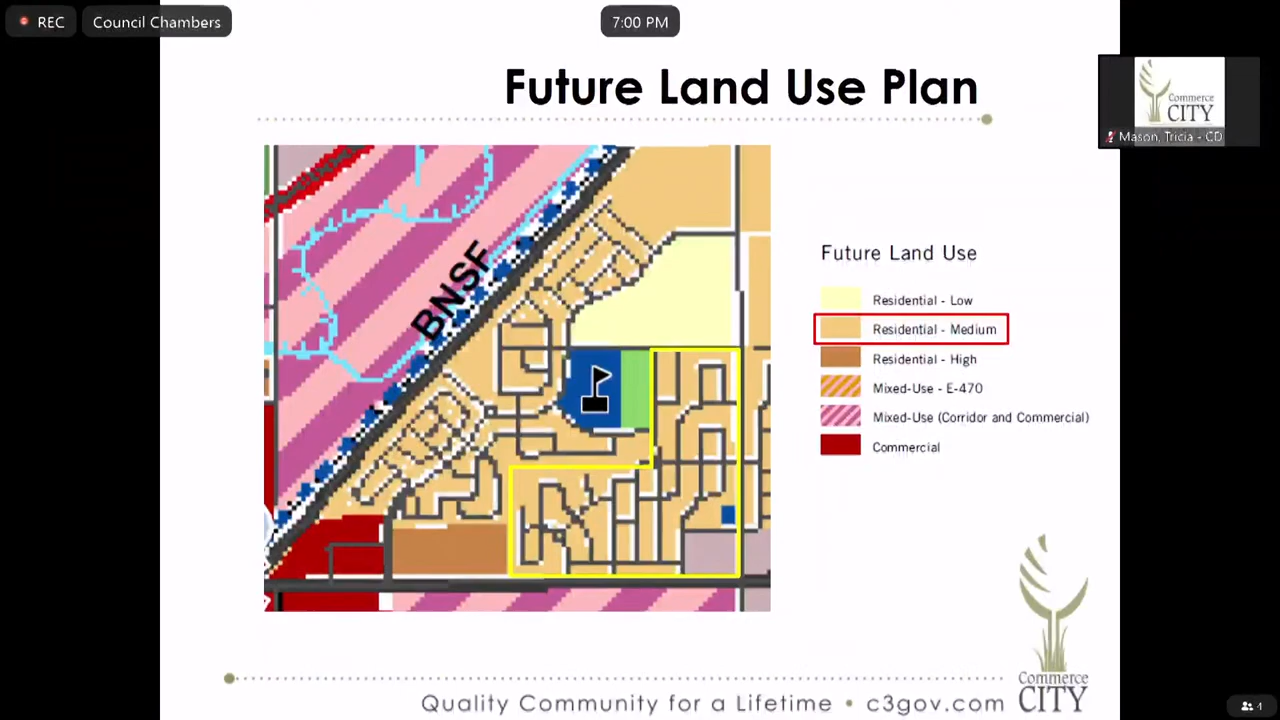 REC
Council Chambers
7:00 PM
Future Land Use Plan
Commerce
CITY
Mason, Tricia - CD
BNSF
Future Land Use
Residential - Low
Residential - Medium
Residential - High
Mixed-Use - E-470
Mixed-Use (Corridor and Commercial)
Commercial
Commerce
CITY
Quality Community for a Lifetime • c3gov.com
4